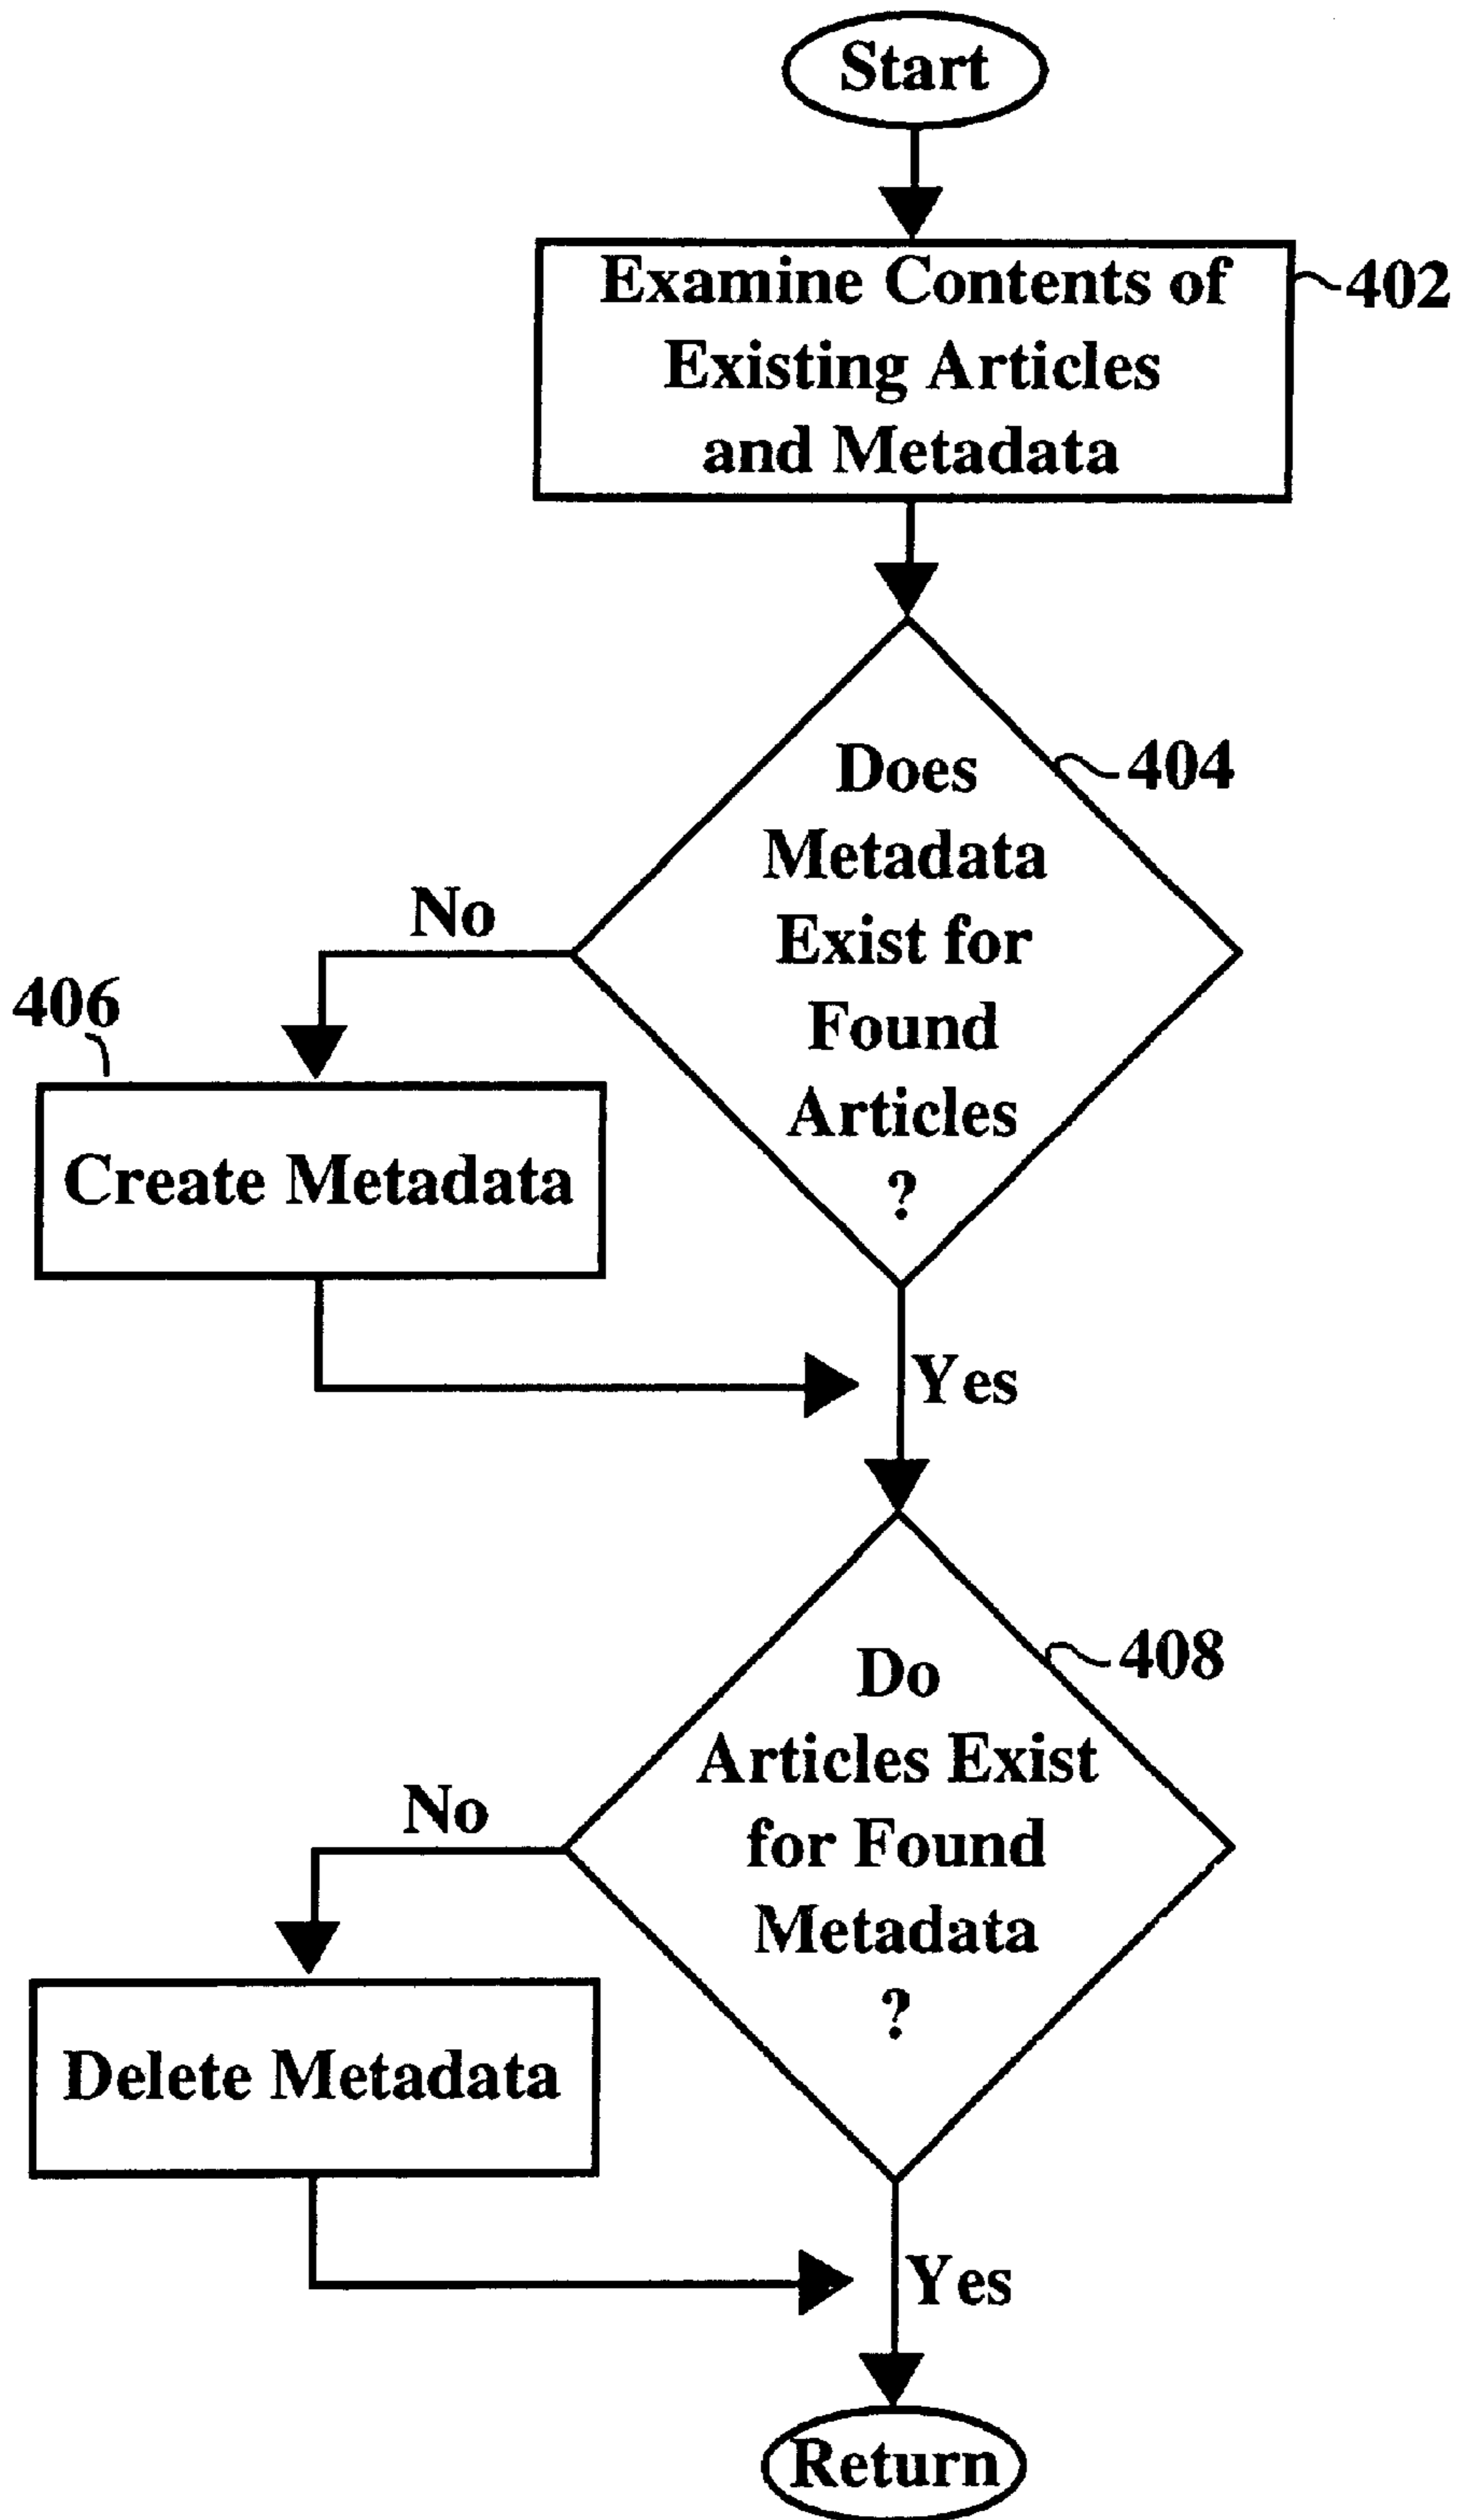 Start
Examine Contents of
Existing Articles
and Metadata
402
Does
Metadata
Exist for
Found
Articles
?
404
No
406
Create Metadata
Yes
Do
Articles Exist
for Found
Metadata
?
408
No
Delete Metadata
Yes
Return